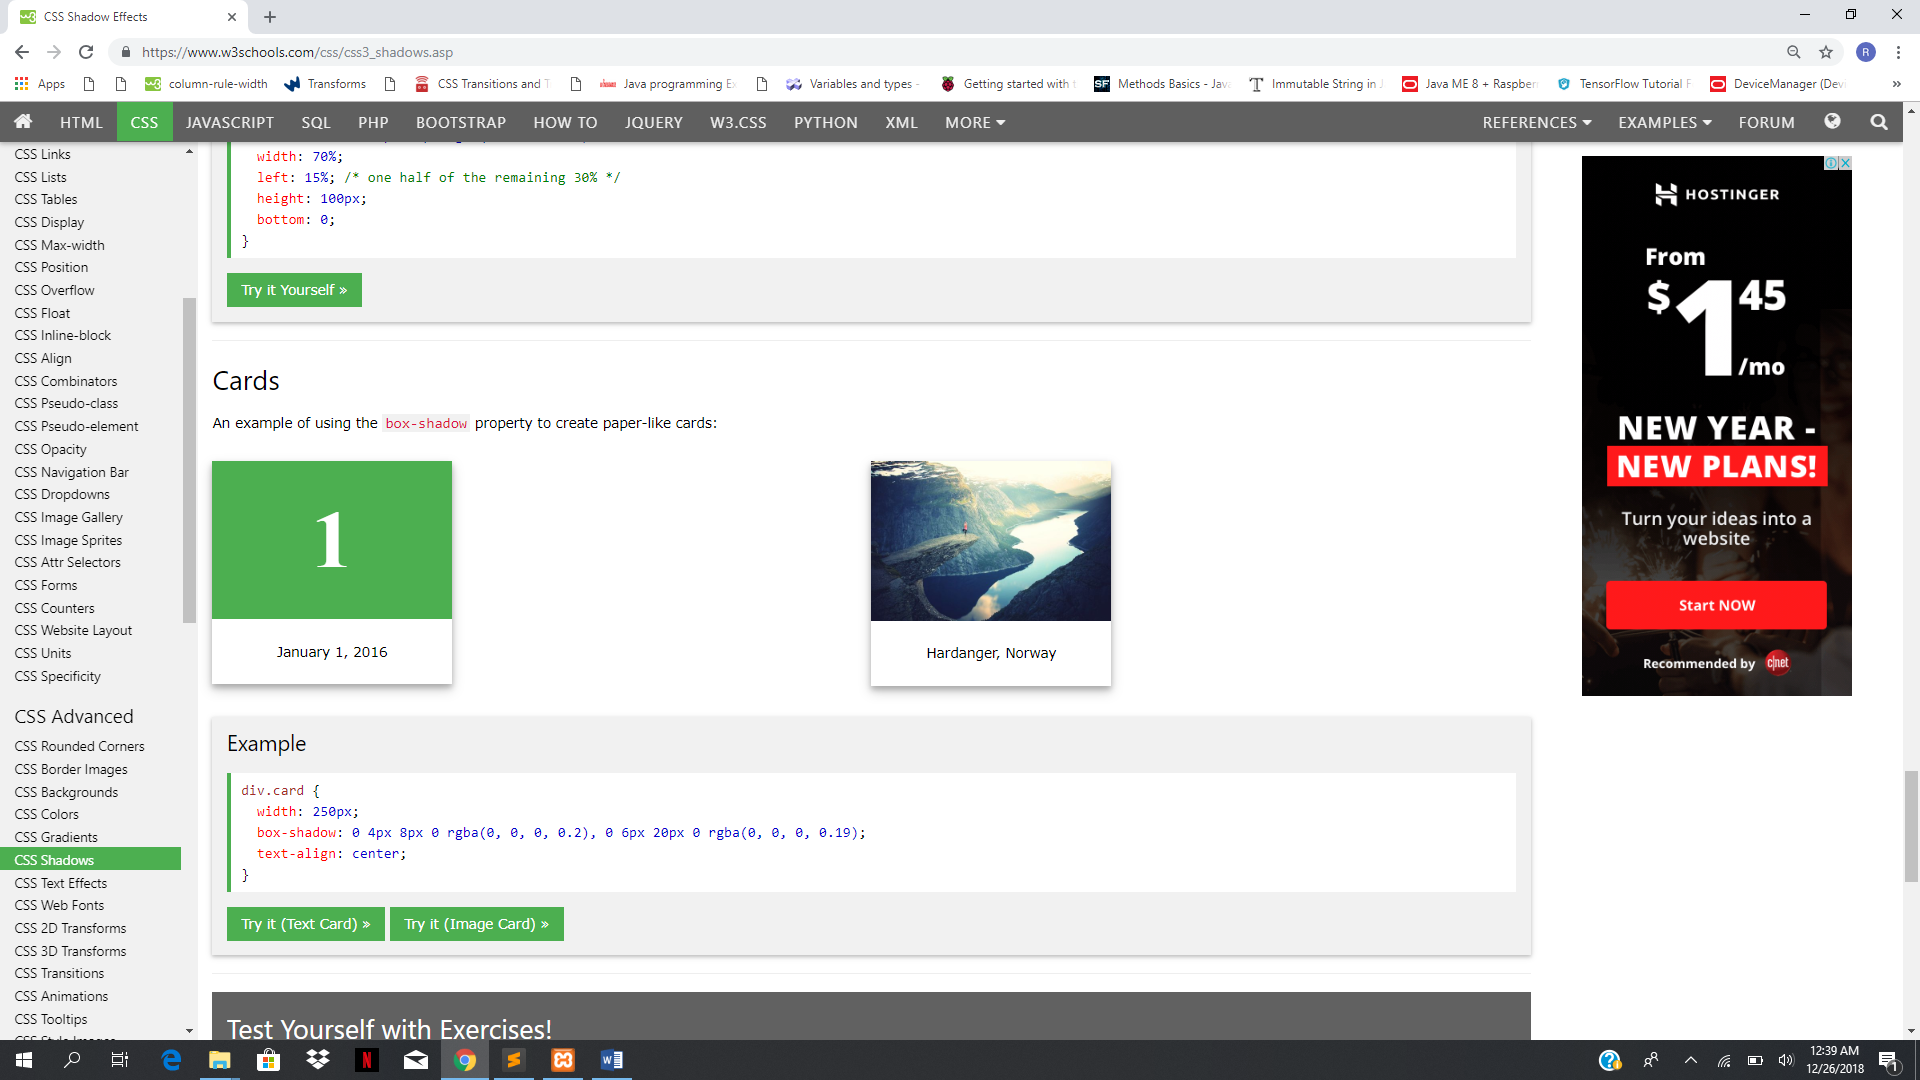 CSS Shadow Effects
https://www.w3schools.com/css/css3_shadows.asp
R
Apps
column-rule-width
Transforms
CSS Transitions and T
Java programming Ex
Variables and types -
Getting started with t
Methods Basics - Java
Immutable String in J
Java ME 8 + Raspberr
TensorFlow Tutorial F
DeviceManager (Devi
»
HTML
CSS
JAVASCRIPT
SQL
PHP
BOOTSTRAP
HOW TO
JQUERY
W3.CSS
PYTHON
XML
MORE
REFERENCES
EXAMPLES
FORUM
CSS Links
CSS Lists
CSS Tables
CSS Display
CSS Max-width
CSS Position
CSS Overflow
CSS Float
CSS Inline-block
CSS Align
CSS Combinators
CSS Pseudo-class
CSS Pseudo-element
CSS Opacity
CSS Navigation Bar
CSS Dropdowns
CSS Image Gallery
CSS Image Sprites
CSS Attr Selectors
CSS Forms
CSS Counters
CSS Website Layout
CSS Units
CSS Specificity
CSS Advanced
CSS Rounded Corners
CSS Border Images
CSS Backgrounds
CSS Colors
CSS Gradients
CSS Shadows
CSS Text Effects
CSS Web Fonts
CSS 2D Transforms
CSS 3D Transforms
CSS Transitions
CSS Animations
CSS Tooltips
CSS Style Images
width: 70%;
left: 15%; /* one half of the remaining 30% */
height: 100px;
bottom: 0;
}
Try it Yourself »
Cards
An example of using the box-shadow property to create paper-like cards:
1
January 1, 2016
Hardanger, Norway
Example
div.card {
width: 250px;
box-shadow: 0 4px 8px 0 rgba(0, 0, 0, 0.2), 0 6px 20px 0 rgba(0, 0, 0, 0.19);
text-align: center;
}
Try it (Text Card) »
Try it (Image Card) »
Test Yourself with Exercises!
HOSTINGER
From
$1 45
/mo
NEW YEAR -
NEW PLANS!
Turn your ideas into a
website
Start NOW
Recommended by c|net
12:39 AM
12/26/2018
1